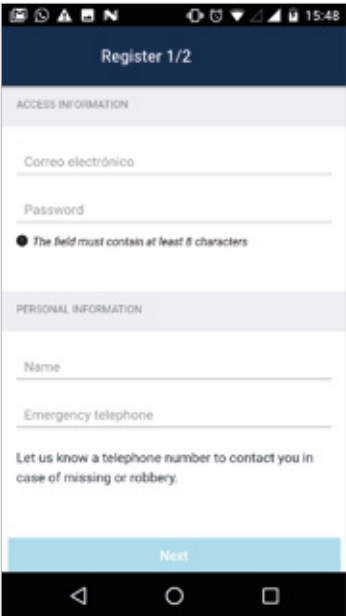 15:48
Register 1/2
ACCESS INFORMATION
Correo electrónico
Password
The field must contain at least 8 characters
PERSONAL INFORMATION
Name
Emergency telephone
Let us know a telephone number to contact you in
case of missing or robbery.
Next